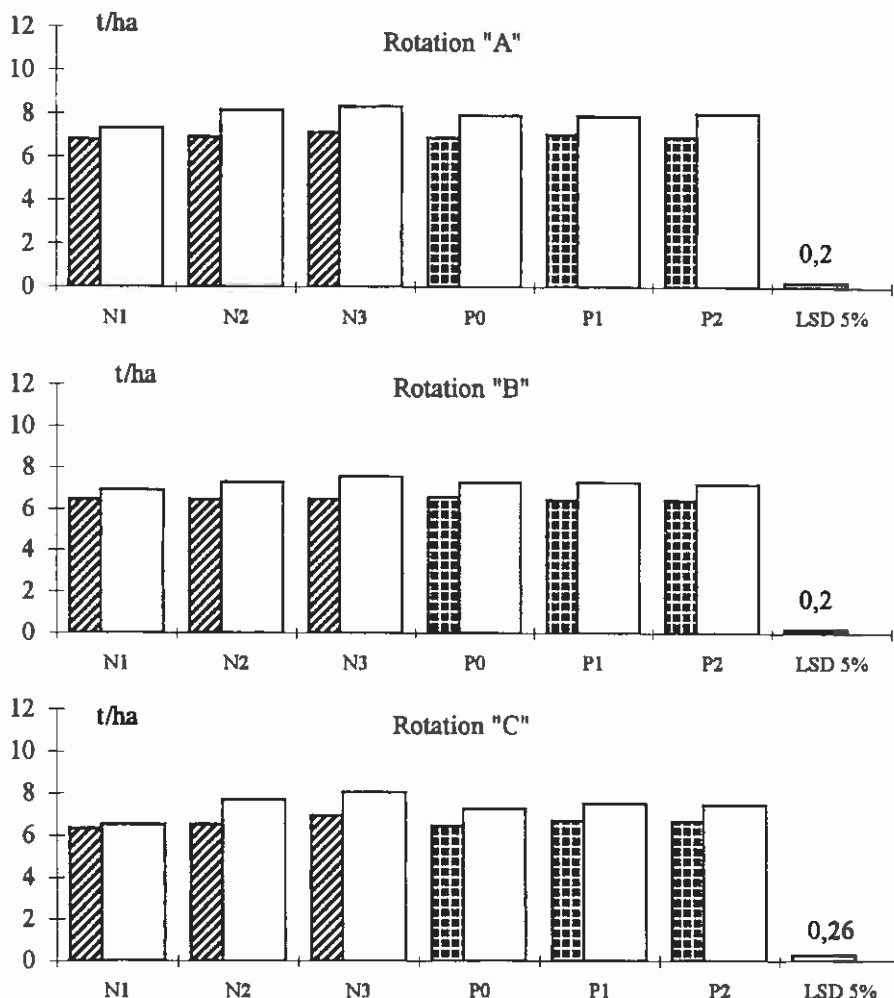 t/ha
Rotation "A"
12
10
8
6
4
2
0
0,2
N1 N2 N3 P0 P1 P2 LSD 5%
t/ha
Rotation "B"
12
10
8
6
4
2
0
0,2
N1 N2 N3 P0 P1 P2 LSD 5%
t/ha
Rotation "C"
12
10
8
6
4
2
0
0,26
N1 N2 N3 P0 P1 P2 LSD 5%